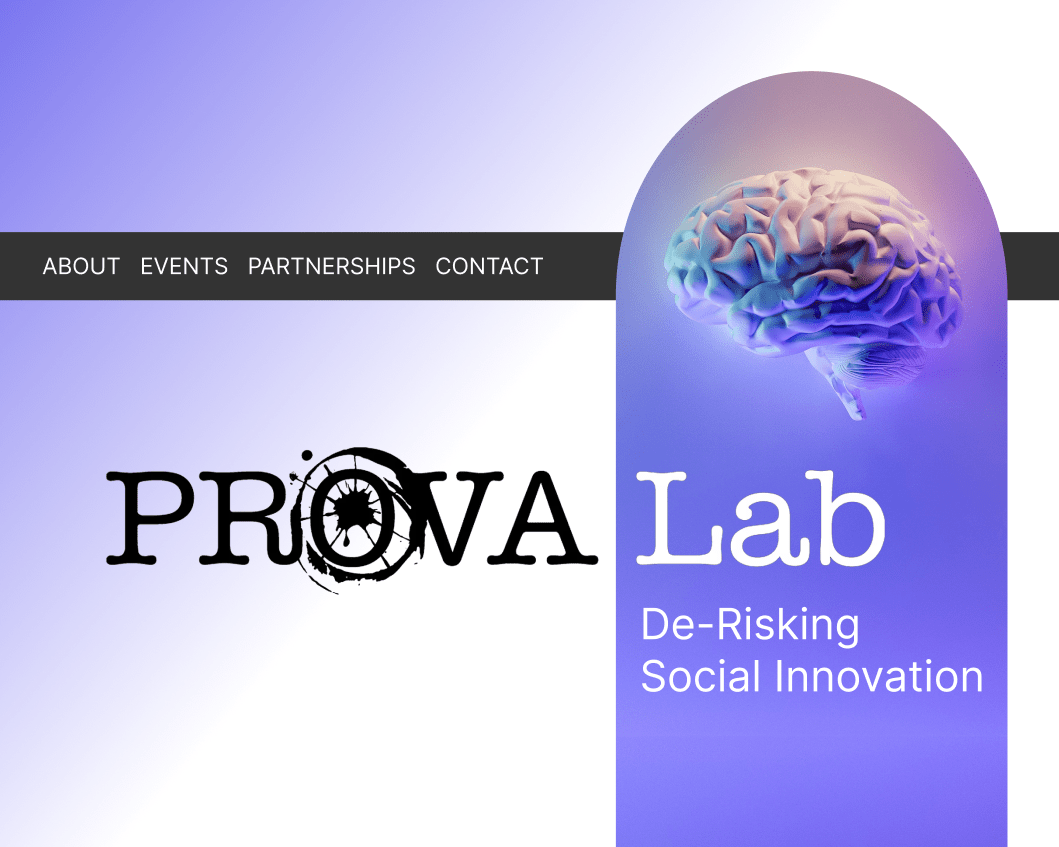 ABOUT EVENTS PARTNERSHIPS CONTACT
PROVA Lab
De-Risking
Social Innovation